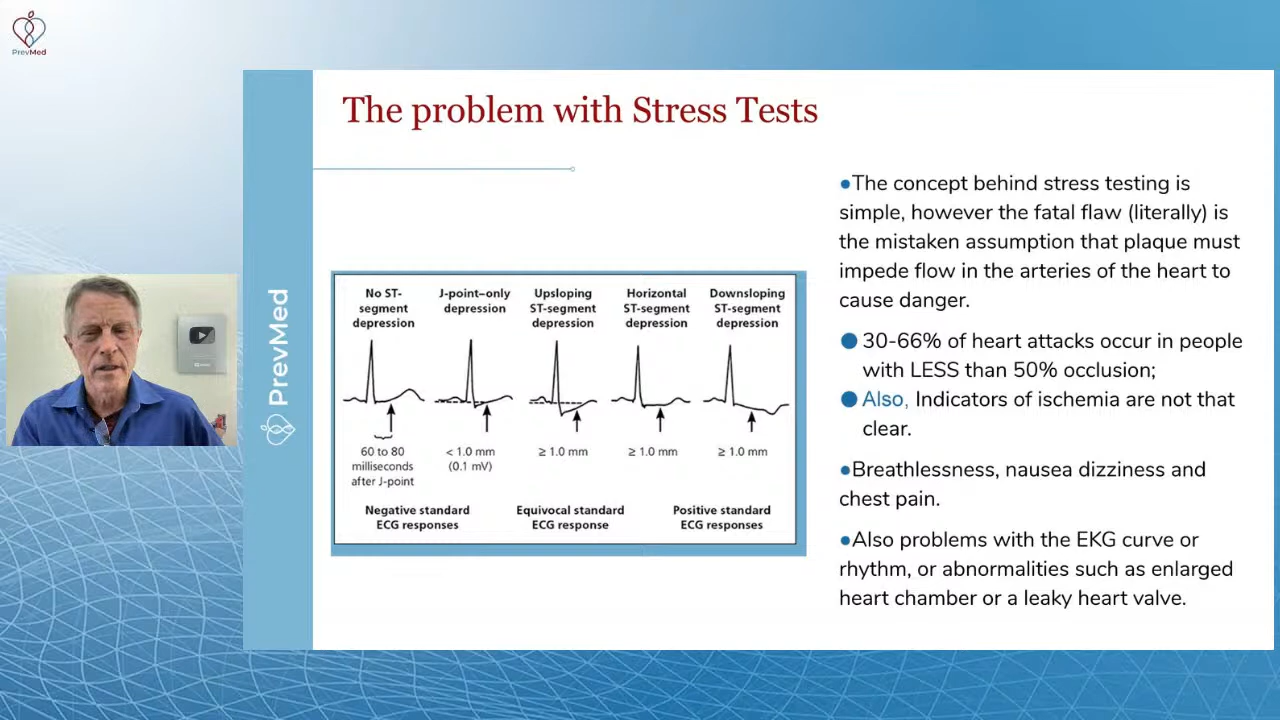 PrevMed
The problem with Stress Tests
PrevMed
No ST-
segment
depression
J-point–only
depression
Upsloping
ST-segment
depression
Horizontal
ST-segment
depression
Downsloping
ST-segment
depression
60 to 80
milliseconds
after J-point
< 1.0 mm
(0.1 mV)
≥ 1.0 mm
≥ 1.0 mm
≥ 1.0 mm
Negative standard
ECG responses
Equivocal standard
ECG response
Positive standard
ECG responses
●The concept behind stress testing is
simple, however the fatal flaw (literally) is
the mistaken assumption that plaque must
impede flow in the arteries of the heart to
cause danger.
● 30-66% of heart attacks occur in people
with LESS than 50% occlusion;
● Also, Indicators of ischemia are not that
clear.
●Breathlessness, nausea dizziness and
chest pain.
●Also problems with the EKG curve or
rhythm, or abnormalities such as enlarged
heart chamber or a leaky heart valve.